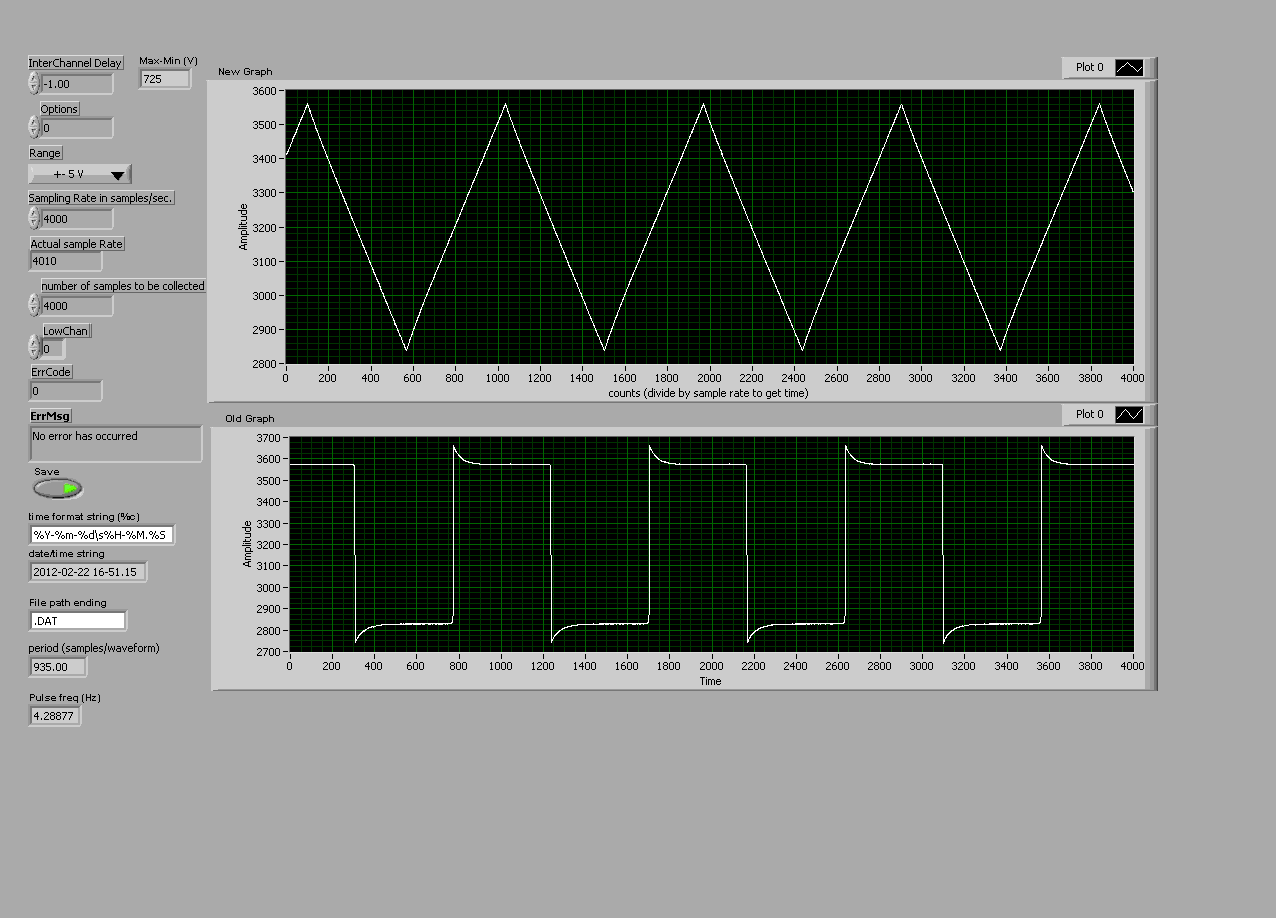 InterChannel Delay
-1.00
Max-Min (V)
725
Options
0
Range
+- 5 V
Sampling Rate in samples/sec.
4000
Actual sample Rate
4010
number of samples to be collected
4000
LowChan
0
ErrCode
0
ErrMsg
No error has occurred
Save
time format string (%c)
%Y-%m-%d\s%H-%M.%S
date/time string
2012-02-22 16-51.15
File path ending
.DAT
period (samples/waveform)
935.00
Pulse freq (Hz)
4.28877
New Graph
Plot 0
3600
3500
3400
3300
3200
3100
3000
2900
2800
Amplitude
0 200 400 600 800 1000 1200 1400 1600 1800 2000 2200 2400 2600 2800 3000 3200 3400 3600 3800 4000
counts (divide by sample rate to get time)
Old Graph
Plot 0
3700
3600
3500
3400
3300
3200
3100
3000
2900
2800
2700
Amplitude
0 200 400 600 800 1000 1200 1400 1600 1800 2000 2200 2400 2600 2800 3000 3200 3400 3600 3800 4000
Time